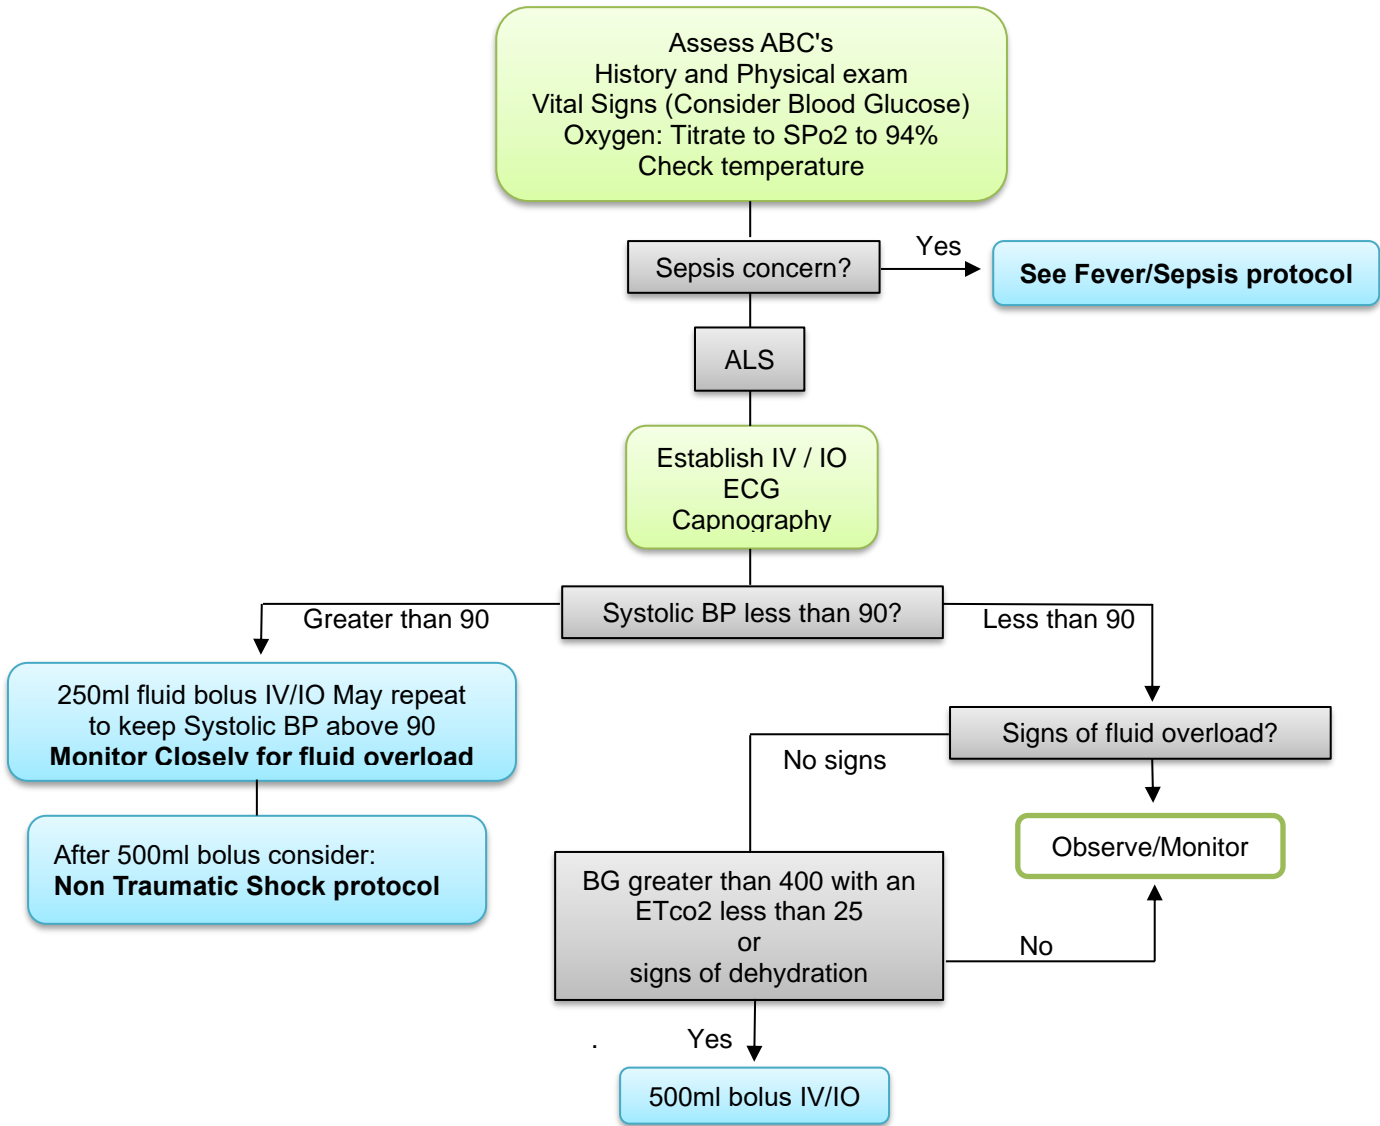 Assess ABC's
History and Physical exam
Vital Signs (Consider Blood Glucose)
Oxygen: Titrate to SPo2 to 94%
Check temperature
Sepsis concern?
Yes
See Fever/Sepsis protocol
ALS
Establish IV / IO
ECG
Capnography
Systolic BP less than 90?
Greater than 90
Less than 90
250ml fluid bolus IV/IO May repeat
to keep Systolic BP above 90
Monitor Closely for fluid overload
After 500ml bolus consider:
Non Traumatic Shock protocol
Signs of fluid overload?
No signs
Observe/Monitor
BG greater than 400 with an
ETco2 less than 25
or
signs of dehydration
No
. Yes
500ml bolus IV/IO